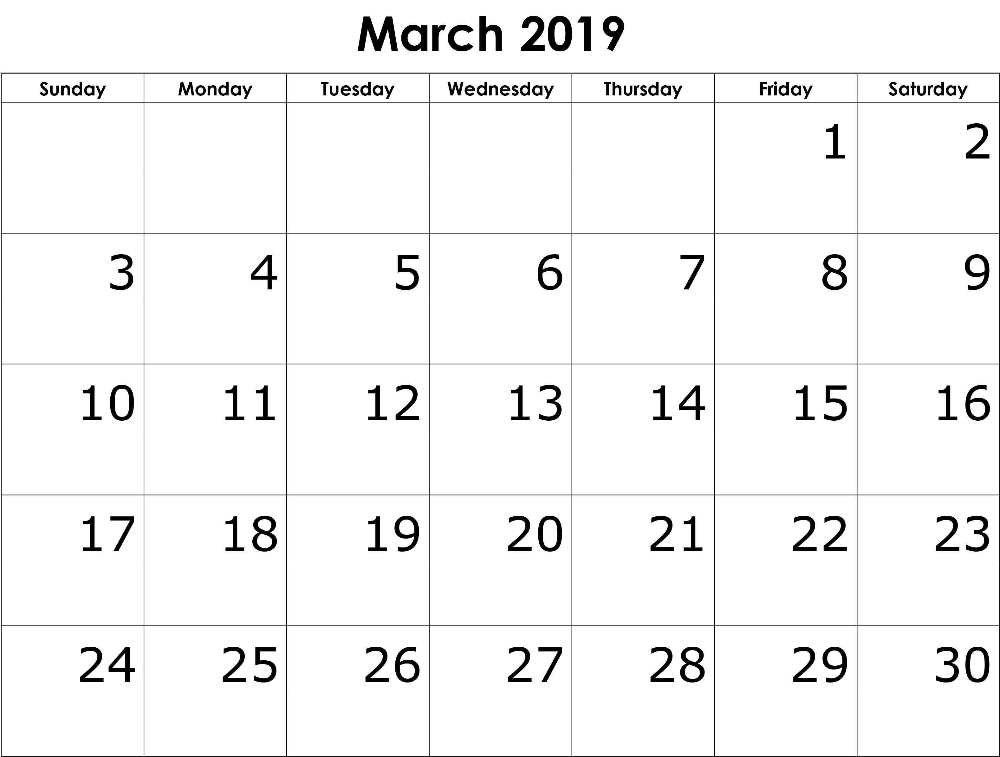 March 2019
Sunday Monday Tuesday Wednesday Thursday Friday Saturday
1 2
3 4 5 6 7 8 9
10 11 12 13 14 15 16
17 18 19 20 21 22 23
24 25 26 27 28 29 30